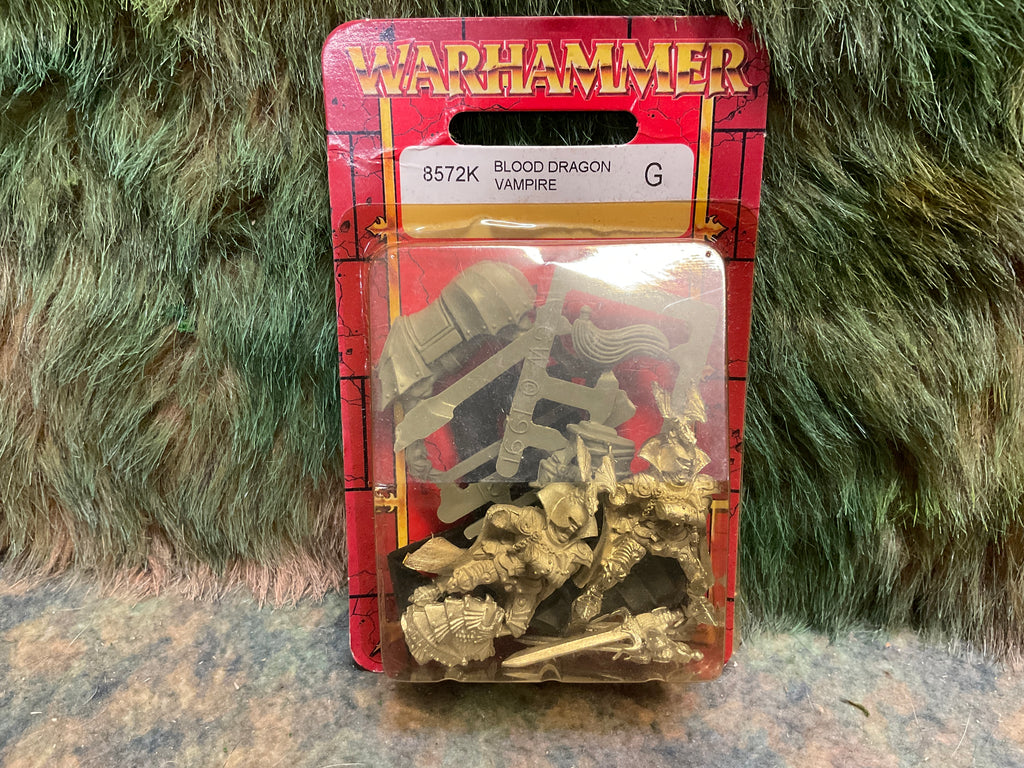 WARHAMMER
8572K BLOOD DRAGON G
VAMPIRE